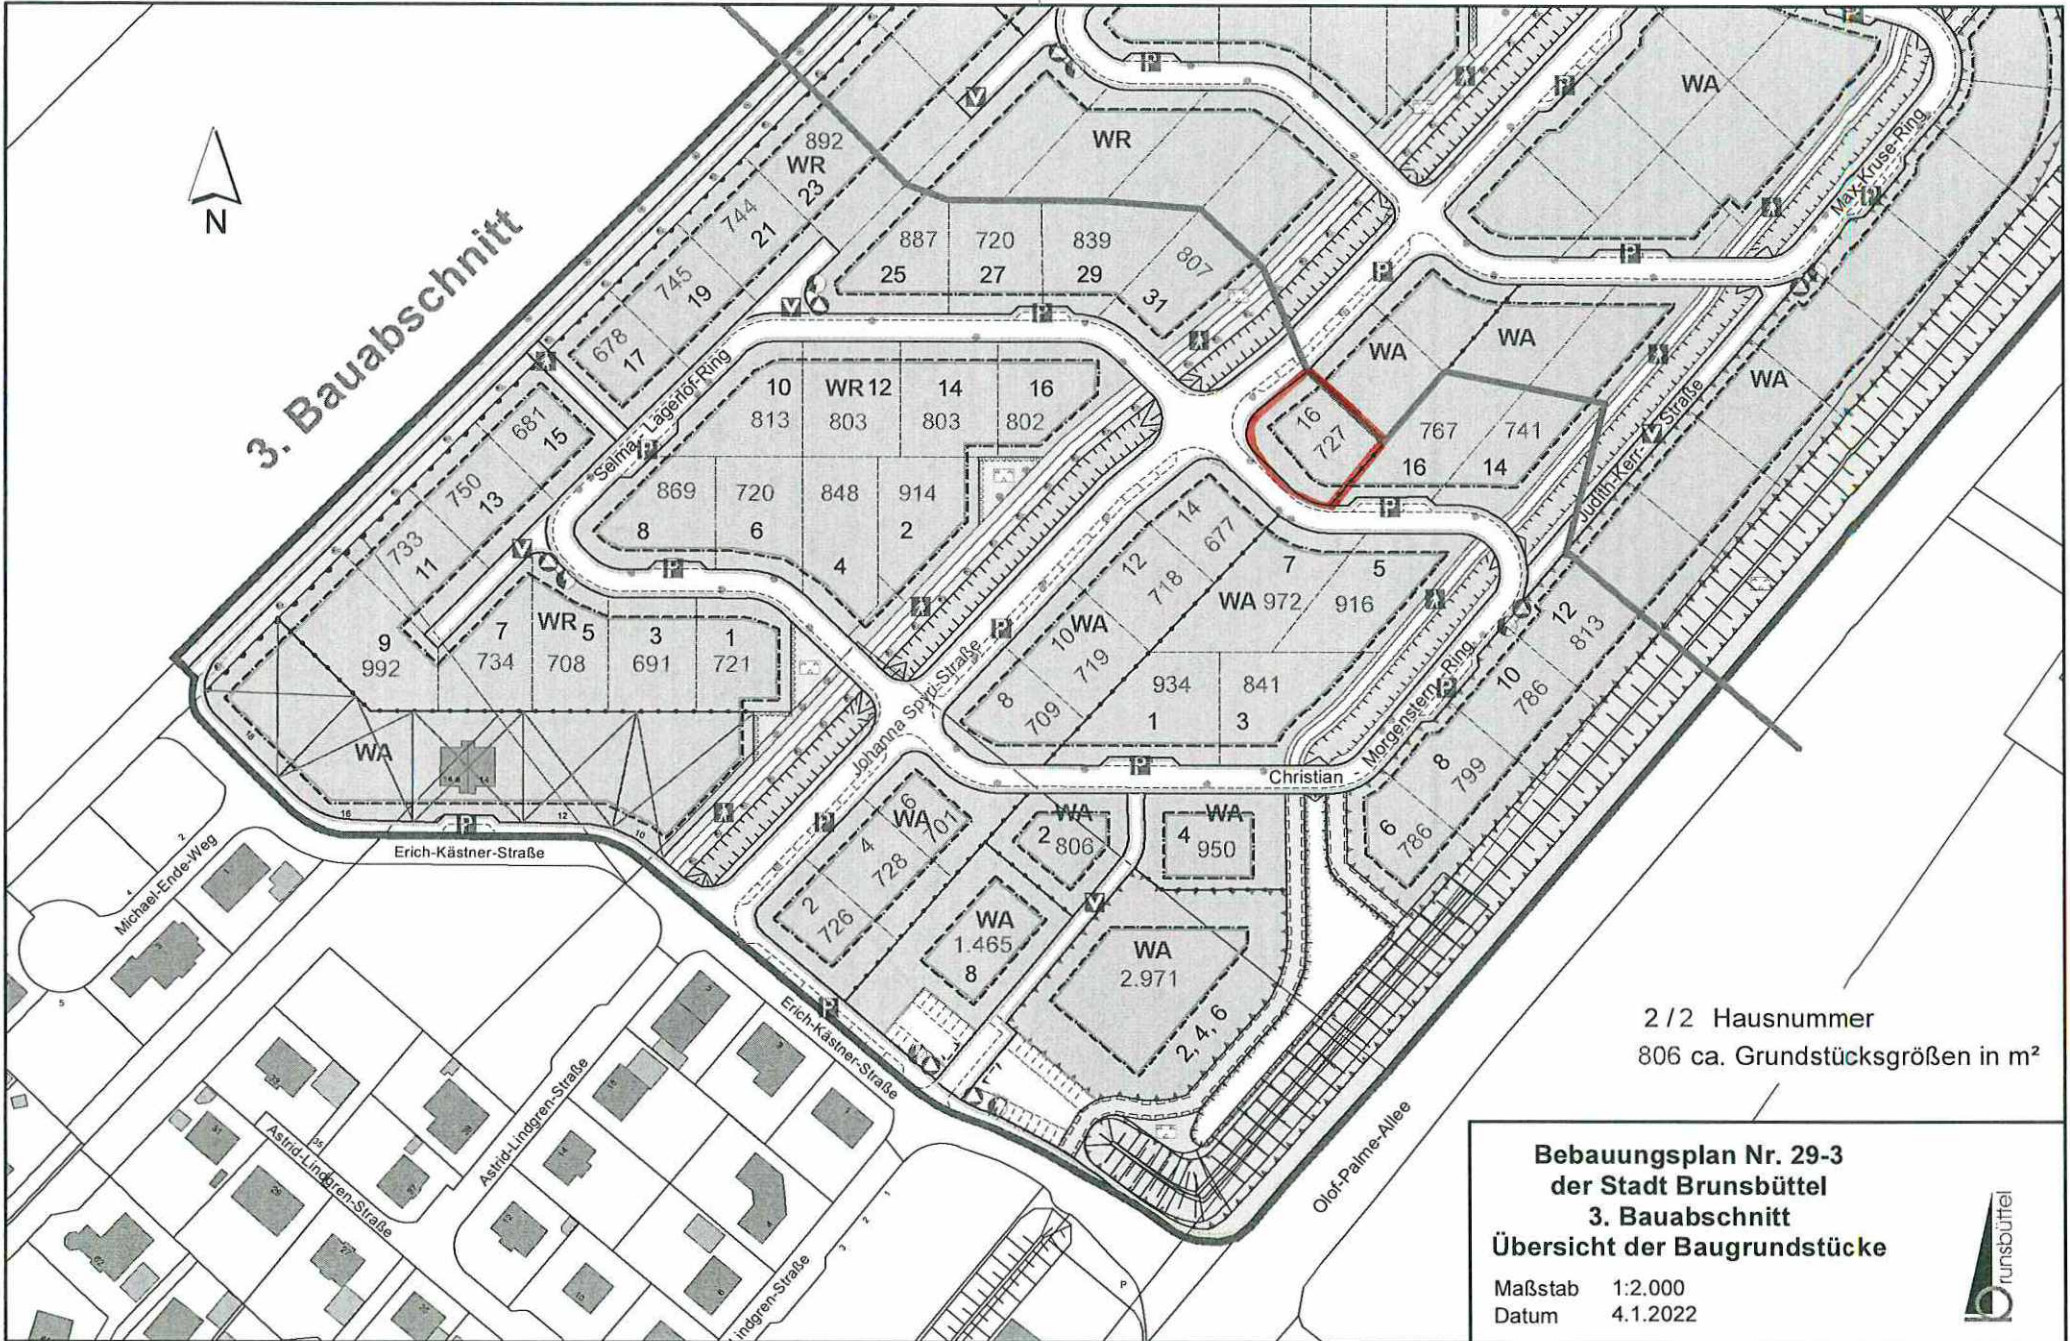 3. Bauabschnitt
N
WR
WA
892
WR
23
744
21
745
19
678
17
887
720
839
807
25
27
29
31
Max-Kruse-Ring
WA
WA
WA
Selma-Lagerlöf-Ring
681
15
750
13
733
11
10
WR 12
14
16
813
803
803
802
869
720
848
914
8
6
4
2
16
727
767
741
16
14
Judith-Kerr-Straße
14
677
12
718
10
WA
719
8
709
7
5
WA 972
916
934
841
1
3
9
992
7
WR 5
3
1
734
708
691
721
WA
Johanna Spyri-Straße
Christian - Morgenstern-Ring
12
813
10
786
8
799
6
786
18
16
12
10
Erich-Kästner-Straße
Michael-Ende-Weg
6
WA
701
4
728
2
726
WA
2
806
WA
4
950
WA
1.465
8
WA
2.971
2, 4, 6
Erich-Kästner-Straße
Astrid-Lindgren-Straße
Astrid-Lindgren-Straße
Lindgren-Straße
Olof-Palme-Allee
2 / 2 Hausnummer
806 ca. Grundstücksgrößen in m²
Bebauungsplan Nr. 29-3
der Stadt Brunsbüttel
3. Bauabschnitt
Übersicht der Baugrundstücke
Maßstab 1:2.000
Datum 4.1.2022
brunsbüttel